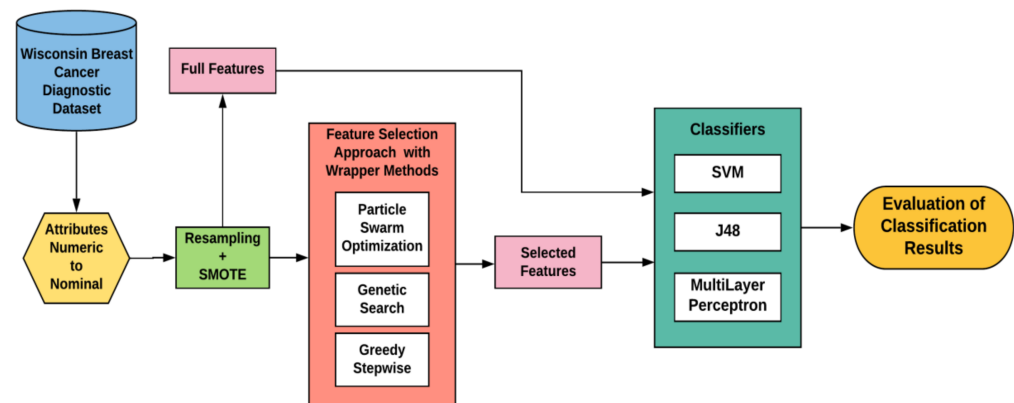 Wisconsin Breast
Cancer
Diagnostic
Dataset
Attributes
Numeric
to
Nominal
Full Features
Resampling
+
SMOTE
Feature Selection
Approach with
Wrapper Methods
Particle
Swarm
Optimization
Genetic
Search
Greedy
Stepwise
Selected
Features
Classifiers
SVM
J48
MultiLayer
Perceptron
Evaluation of
Classification
Results